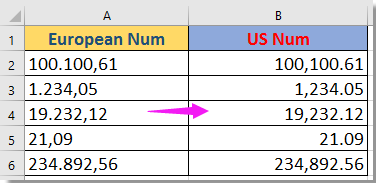 A B
1 European Num US Num
2 100.100,61 100,100.61
3 1.234,05 1,234.05
4 19.232,12 19,232.12
5 21,09 21.09
6 234.892,56 234,892.56